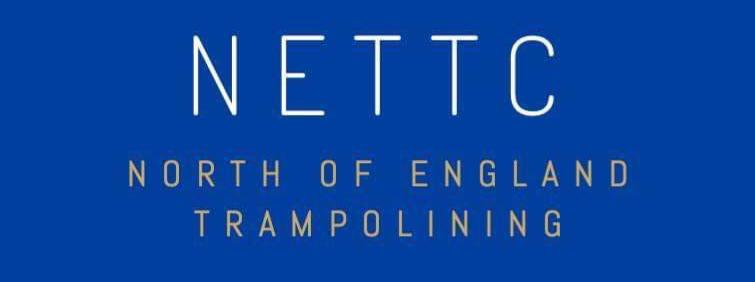 NETTC
NORTH OF ENGLAND
TRAMPOLINING